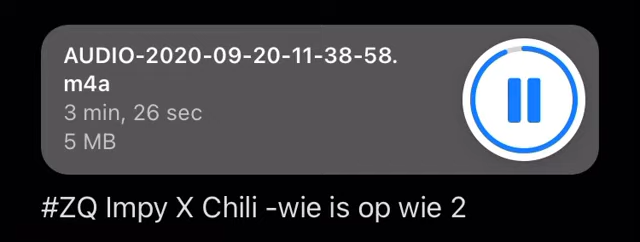 AUDIO-2020-09-20-11-38-58.
m4a
3 min, 26 sec
5 MB
#ZQ Impy X Chili -wie is op wie 2